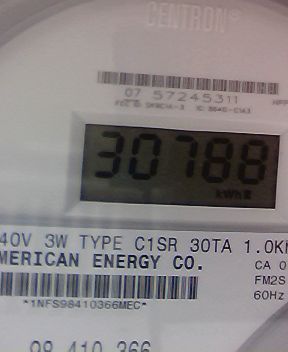 CENTRON®
07 57245311
30788
kWh
40V 3W TYPE C1SR 30TA 1.0K
MERICAN ENERGY CO.
CA 0
FM2S
60Hz
*1NFS98410366MEC*
98 410 366